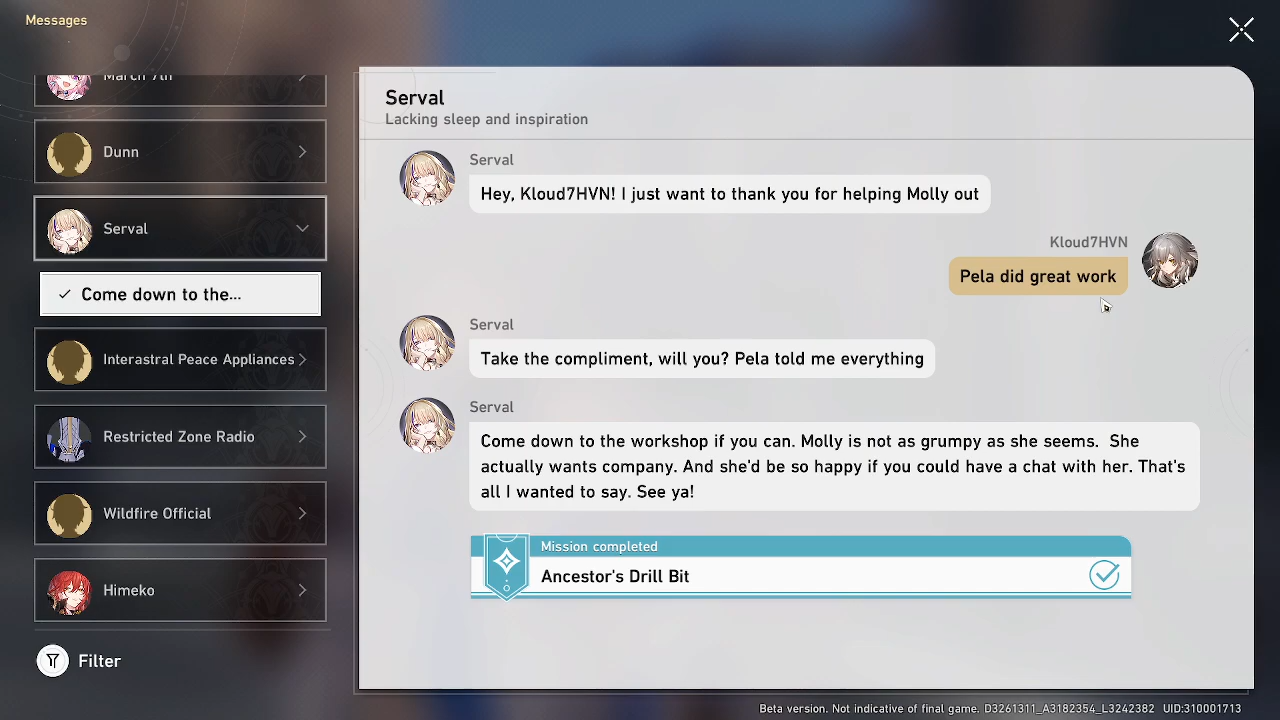 Messages
March 7th
Dunn
Serval
Come down to the...
Interastral Peace Appliances
Restricted Zone Radio
Wildfire Official
Himeko
Filter
Serval
Lacking sleep and inspiration
Serval
Hey, Kloud7HVN! I just want to thank you for helping Molly out
Kloud7HVN
Pela did great work
Serval
Take the compliment, will you? Pela told me everything
Serval
Come down to the workshop if you can. Molly is not as grumpy as she seems.  She
actually wants company. And she'd be so happy if you could have a chat with her. That's
all I wanted to say. See ya!
Mission completed
Ancestor's Drill Bit
Beta version. Not indicative of final game. D3261311_A3182354_L3242382 UID:310001713